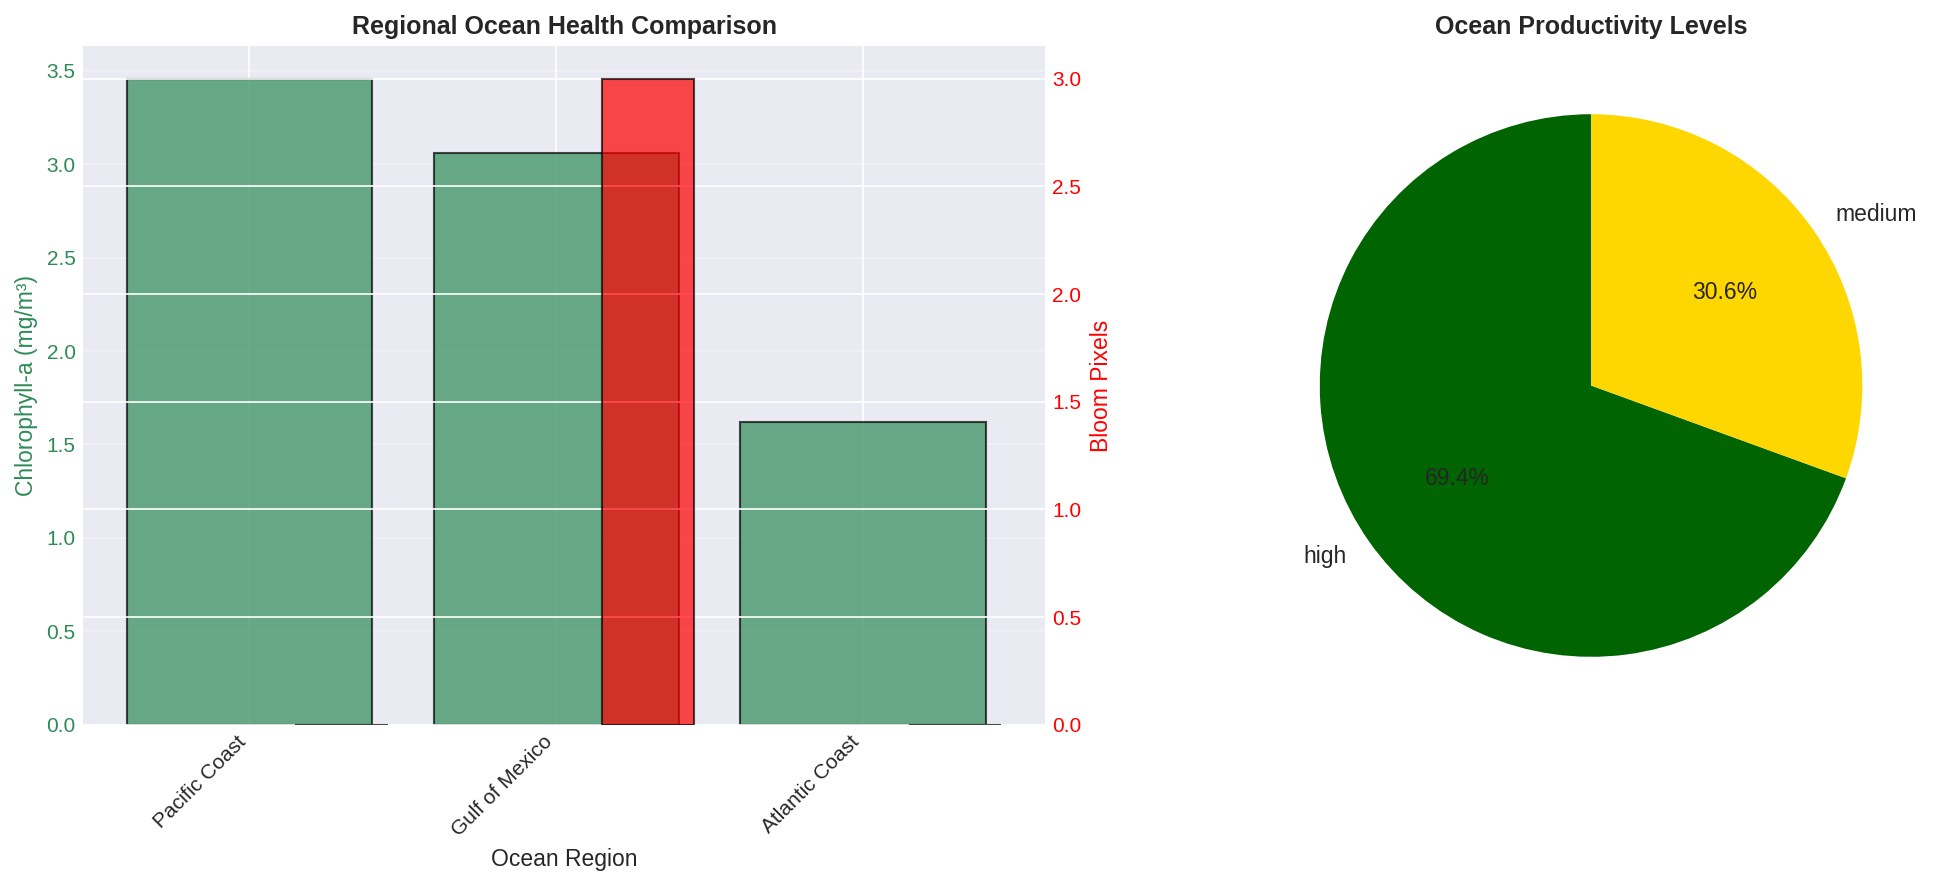 Regional Ocean Health Comparison
3.5
3.0
2.5
2.0
1.5
1.0
0.5
0.0
Chlorophyll-a (mg/m³)
3.0
2.5
2.0
1.5
1.0
0.5
0.0
Bloom Pixels
Pacific Coast
Gulf of Mexico
Atlantic Coast
Ocean Region
Ocean Productivity Levels
medium
30.6%
69.4%
high